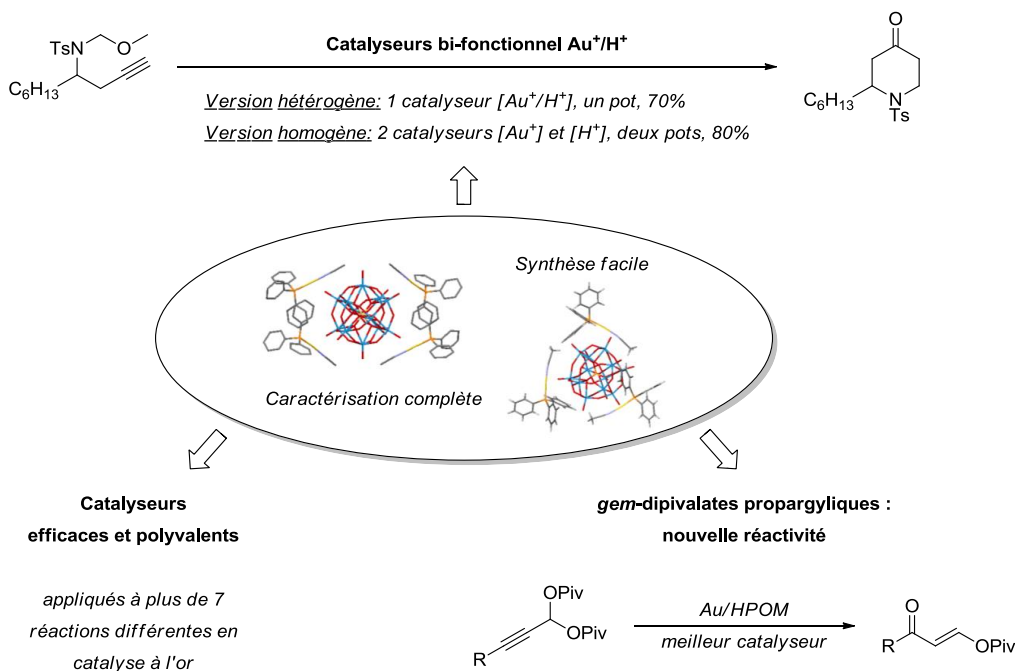 Catalyseurs bi-fonctionnel Au⁺/H⁺
Ts
N
O
C₆H₁₃
Version hétérogène: 1 catalyseur [Au⁺/H⁺], un pot, 70%
Version homogène: 2 catalyseurs [Au⁺] et [H⁺], deux pots, 80%
O
C₆H₁₃
N
Ts
Synthèse facile
Caractérisation complète
Catalyseurs
efficaces et polyvalents
appliqués à plus de 7
réactions différentes en
catalyse à l'or
gem-dipivalates propargyliques :
nouvelle réactivité
OPiv
OPiv
R
Au/HPOM
meilleur catalyseur
O
R
OPiv